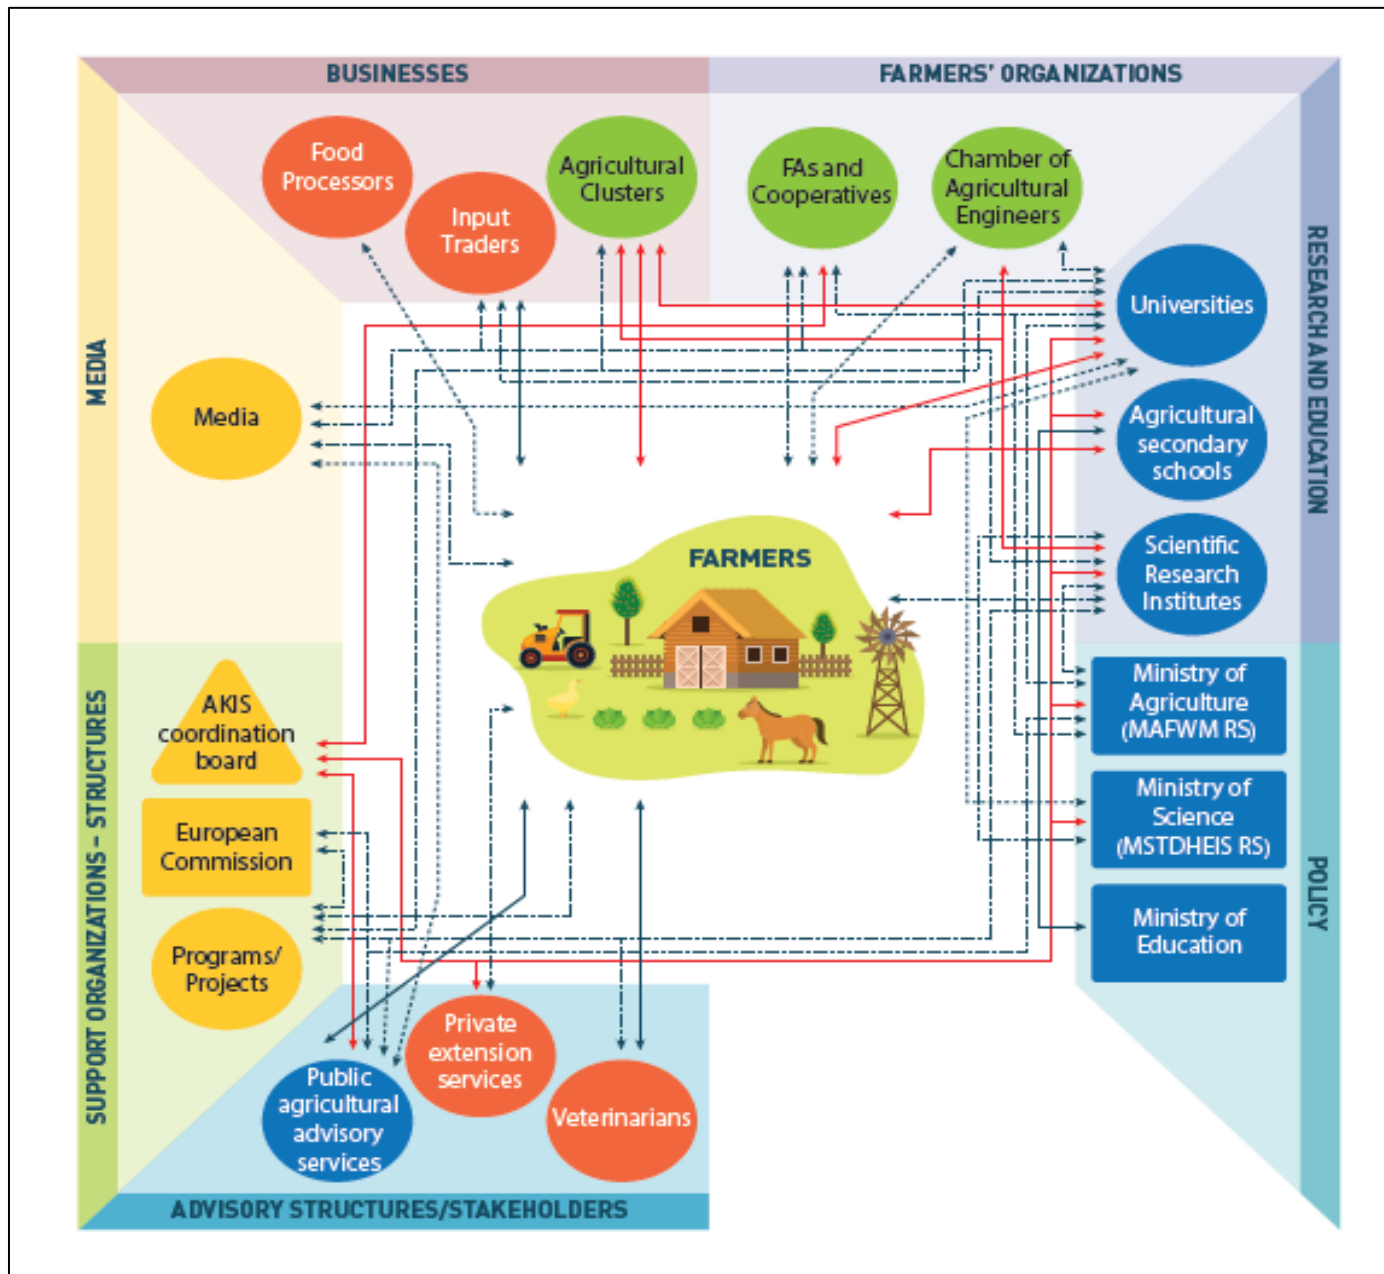 BUSINESSES
FARMERS' ORGANIZATIONS
Food
Processors
Input
Traders
Agricultural
Clusters
FAs and
Cooperatives
Chamber of
Agricultural
Engineers
RESEARCH AND EDUCATION
Universities
Agricultural
secondary
schools
Scientific
Research
Institutes
MEDIA
Media
FARMERS
SUPPORT ORGANIZATIONS – STRUCTURES
AKIS
coordination
board
European
Commission
Programs/
Projects
POLICY
Ministry of
Agriculture
(MAFWM RS)
Ministry of
Science
(MSTDHEIS RS)
Ministry of
Education
Public
agricultural
advisory
services
Private
extension
services
Veterinarians
ADVISORY STRUCTURES/STAKEHOLDERS